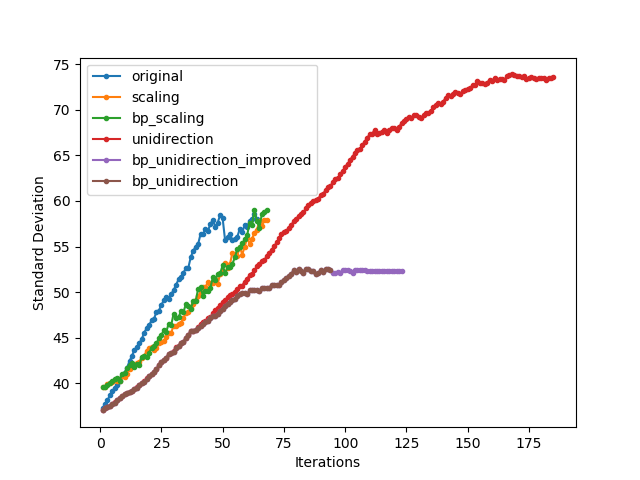 original
scaling
bp_scaling
unidirection
bp_unidirection_improved
bp_unidirection
75
70
65
60
55
50
45
40
Standard Deviation
0
25
50
75
100
125
150
175
Iterations